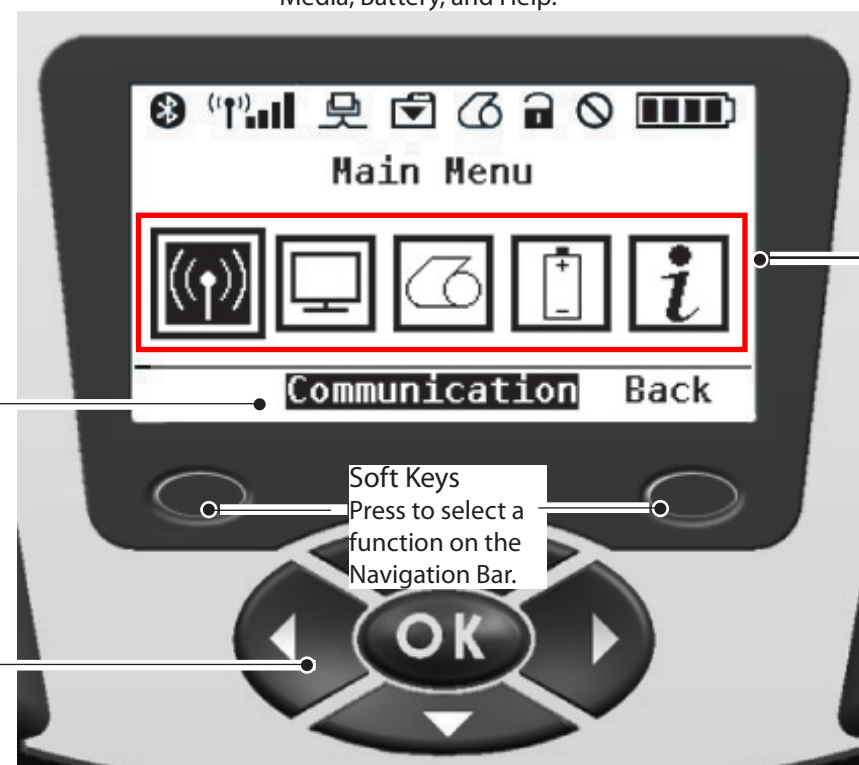 Media, Battery, and Help.
Main Menu
Communication Back
Soft Keys
Press to select a
function on the
Navigation Bar.
OK